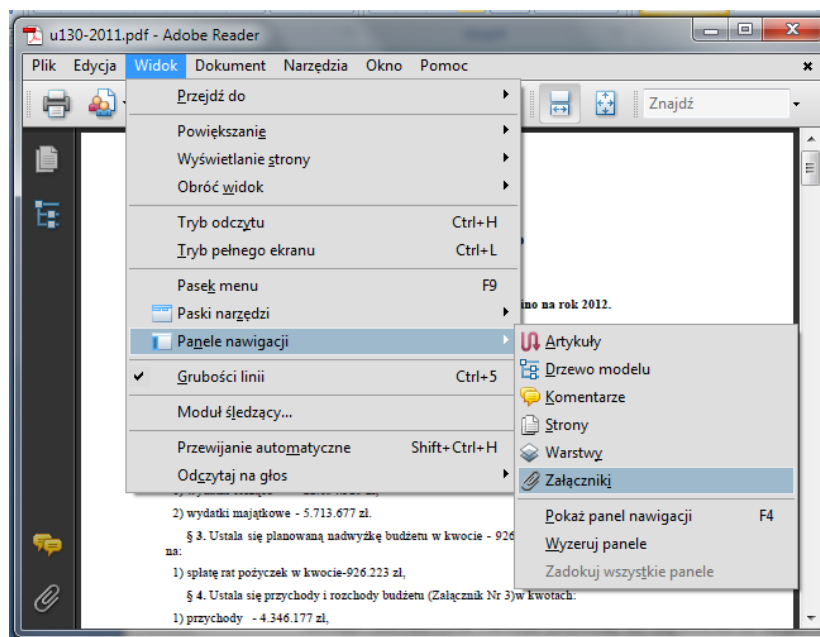 u130-2011.pdf - Adobe Reader
Plik Edycja Widok Dokument Narzędzia Okno Pomoc
Znajdź
Przejdź do
Powiększanie
Wyświetlanie strony
Obróć widok
Tryb odczytu Ctrl+H
Tryb pełnego ekranu Ctrl+L
Pasek menu F9
Paski narzędzi
Panele nawigacji
Grubości linii Ctrl+5
Moduł śledzący...
Przewijanie automatyczne Shift+Ctrl+H
Odczytaj na głos
ino na rok 2012.
Artykuły
Drzewo modelu
Komentarze
Strony
Warstwy
Załączniki
Pokaż panel nawigacji F4
Wyzeruj panele
Zadokuj wszystkie panele
2) wydatki majątkowe - 5.713.677 zł.
§ 3. Ustala się planowaną nadwyżkę budżetu w kwocie - 926
na:
1) spłatę rat pożyczek w kwocie-926.223 zł,
§ 4. Ustala się przychody i rozchody budżetu (Załącznik Nr 3)w kwotach:
1) przychody - 4.346.177 zł,